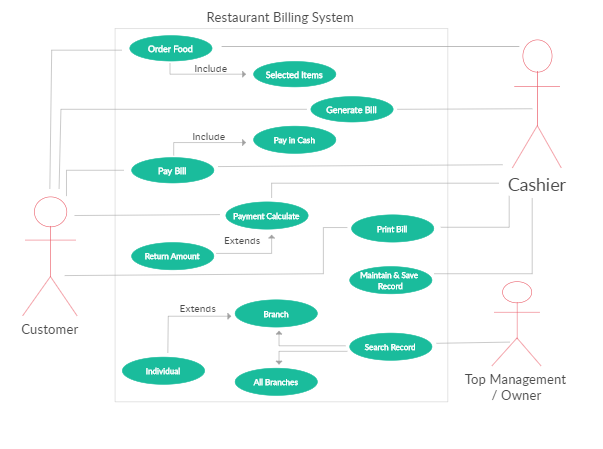 Restaurant Billing System
Order Food
Include
Selected Items
Generate Bill
Include
Pay in Cash
Pay Bill
Cashier
Payment Calculate
Print Bill
Extends
Return Amount
Maintain & Save
Record
Customer
Extends
Branch
Search Record
Individual
All Branches
Top Management
/ Owner